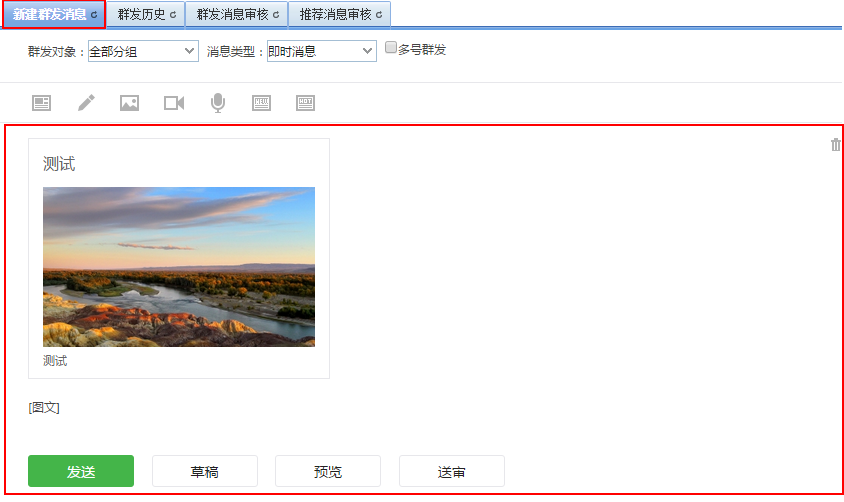 新建群发消息 群发历史 群发消息审核 推荐消息审核
群发对象：全部分组 消息类型：即时消息 多号群发
NEW HOT
测试
测试
[图文]
发送 草稿 预览 送审